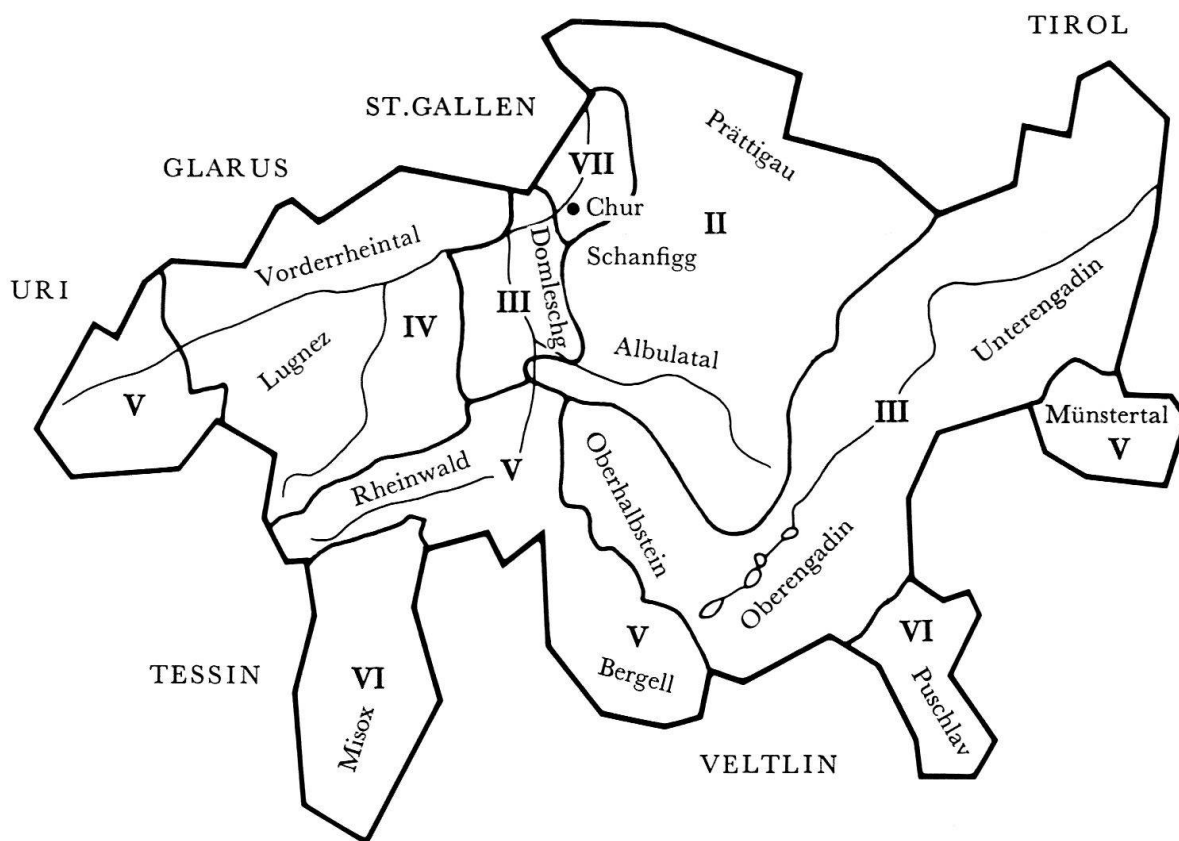 TIROL
ST.GALLEN
Prättigau
GLARUS
VII
Chur
II
Domleschg
Schanfigg
Vorderrheintal
URI
III
IV
Lugnez
Albulatal
Unterengadin
V
III
Münstertal
V
Rheinwald
V
Oberhalbstein
Oberengadin
V
Bergell
VI
Puschlav
TESSIN
VI
Misox
VELTLIN